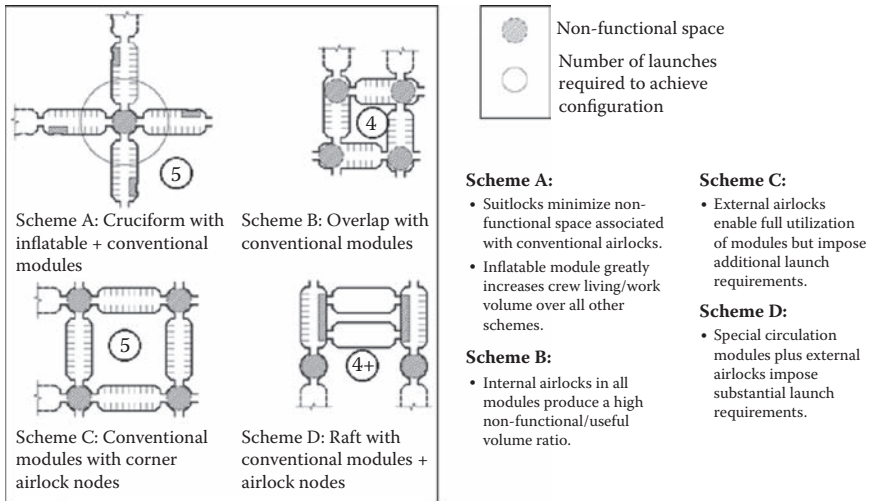 Non-functional space
Number of launches
required to achieve
configuration
5
4
Scheme A: Cruciform with
inflatable + conventional
modules
Scheme B: Overlap with
conventional modules
5
4+
Scheme C: Conventional
modules with corner
airlock nodes
Scheme D: Raft with
conventional modules +
airlock nodes
Scheme A:
• Suitlocks minimize non-
functional space associated
with conventional airlocks.
• Inflatable module greatly
increases crew living/work
volume over all other
schemes.
Scheme B:
• Internal airlocks in all
modules produce a high
non-functional/useful
volume ratio.
Scheme C:
• External airlocks
enable full utilization
of modules but impose
additional launch
requirements.
Scheme D:
• Special circulation
modules plus external
airlocks impose
substantial launch
requirements.